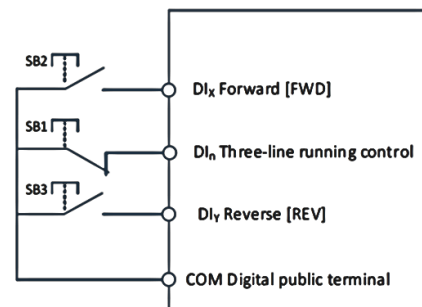 SB2
DIX Forward [FWD]
SB1
DIn Three-line running control
SB3
DIY Reverse [REV]
COM Digital public terminal